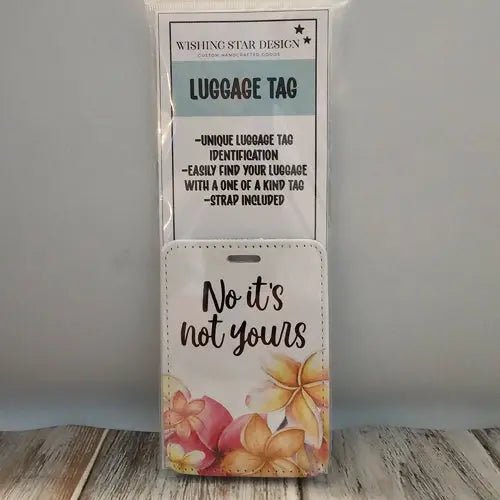 WISHING STAR DESIGN
CUSTOM HANDCRAFTED GOODS
LUGGAGE TAG
-UNIQUE LUGGAGE TAG
IDENTIFICATION
-EASILY FIND YOUR LUGGAGE
WITH A ONE OF A KIND TAG
-STRAP INCLUDED
No it's
not yours